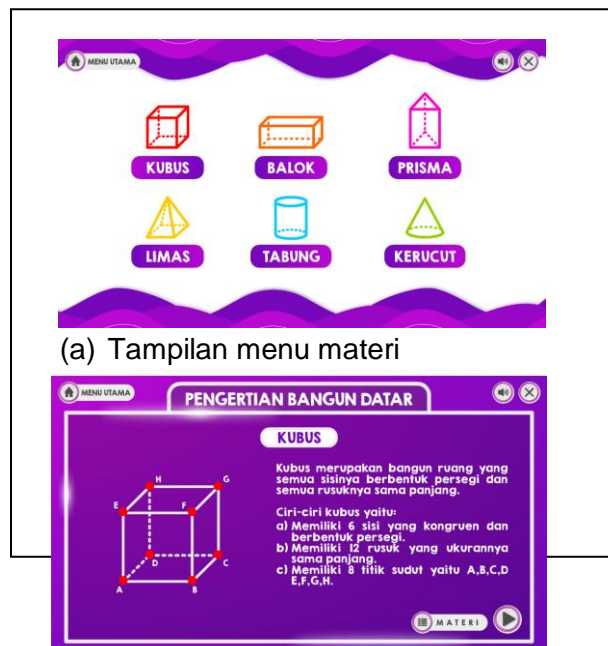 MENU UTAMA
KUBUS
BALOK
PRISMA
LIMAS
TABUNG
KERUCUT
(a) Tampilan menu materi
MENU UTAMA
PENGERTIAN BANGUN DATAR
KUBUS
H
G
E
F
D
C
A
B
Kubus merupakan bangun ruang yang
semua sisinya berbentuk persegi dan
semua rusuknya sama panjang.
Ciri-ciri kubus yaitu:
a) Memiliki 6 sisi yang kongruen dan
berbentuk persegi.
b) Memiliki 12 rusuk yang ukurannya
sama panjang.
c) Memiliki 8 titik sudut yaitu A,B,C,D
E,F,G,H.
MATERI